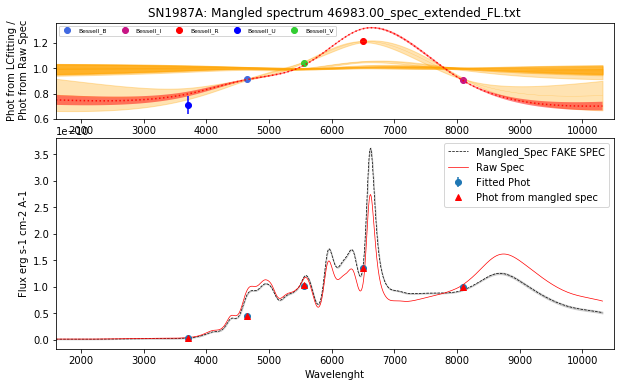 SN1987A: Mangled spectrum 46983.00_spec_extended_FL.txt
Phot from LCfitting /
Phot from Raw Spec
Bessell_B Bessell_I Bessell_R Bessell_U Bessell_V
1.2
1.0
0.8
0.6
2000 3000 4000 5000 6000 7000 8000 9000 10000
Flux erg s-1 cm-2 A-1
3.5
3.0
2.5
2.0
1.5
1.0
0.5
0.0
Mangled_Spec FAKE SPEC
Raw Spec
Fitted Phot
Phot from mangled spec
2000 3000 4000 5000 6000 7000 8000 9000 10000
Wavelenght